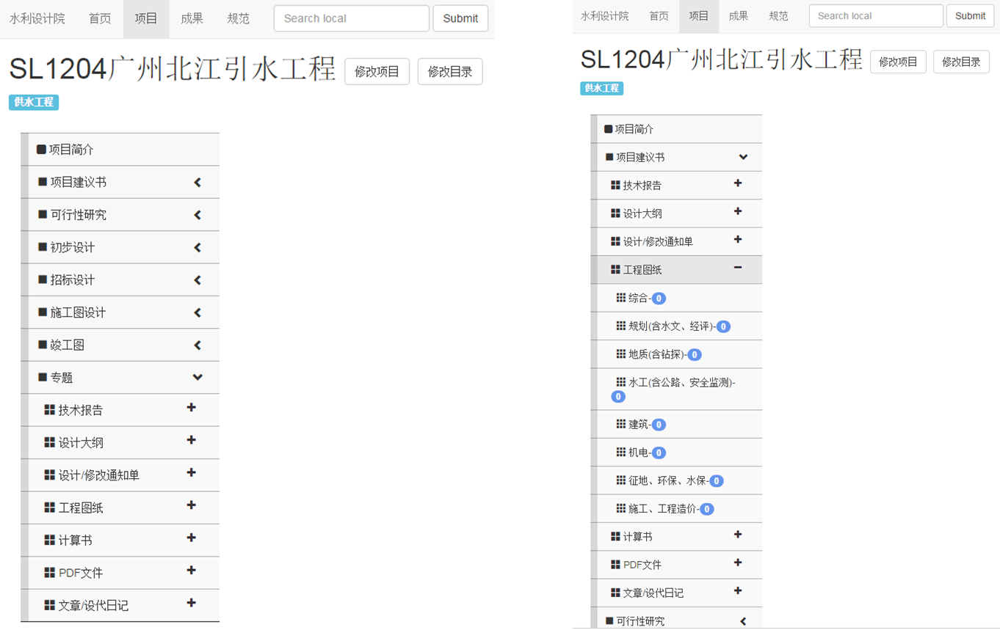 水利设计院 首页 项目 成果 规范 Search local Submit
SL1204广州北江引水工程 修改项目 修改目录
供水工程
项目简介
项目建议书
可行性研究
初步设计
招标设计
施工图设计
竣工图
专题
技术报告
设计大纲
设计/修改通知单
工程图纸
计算书
PDF文件
文章/设代日记
水利设计院 首页 项目 成果 规范 Search local Submit
SL1204广州北江引水工程 修改项目 修改目录
供水工程
项目简介
项目建议书
技术报告
设计大纲
设计/修改通知单
工程图纸
综合-0
规划(含水文、经评)-0
地质(含钻探)-0
水工(含公路、安全监测)-
0
建筑-0
机电-0
征地、环保、水保-0
施工、工程造价-0
计算书
PDF文件
文章/设代日记
可行性研究